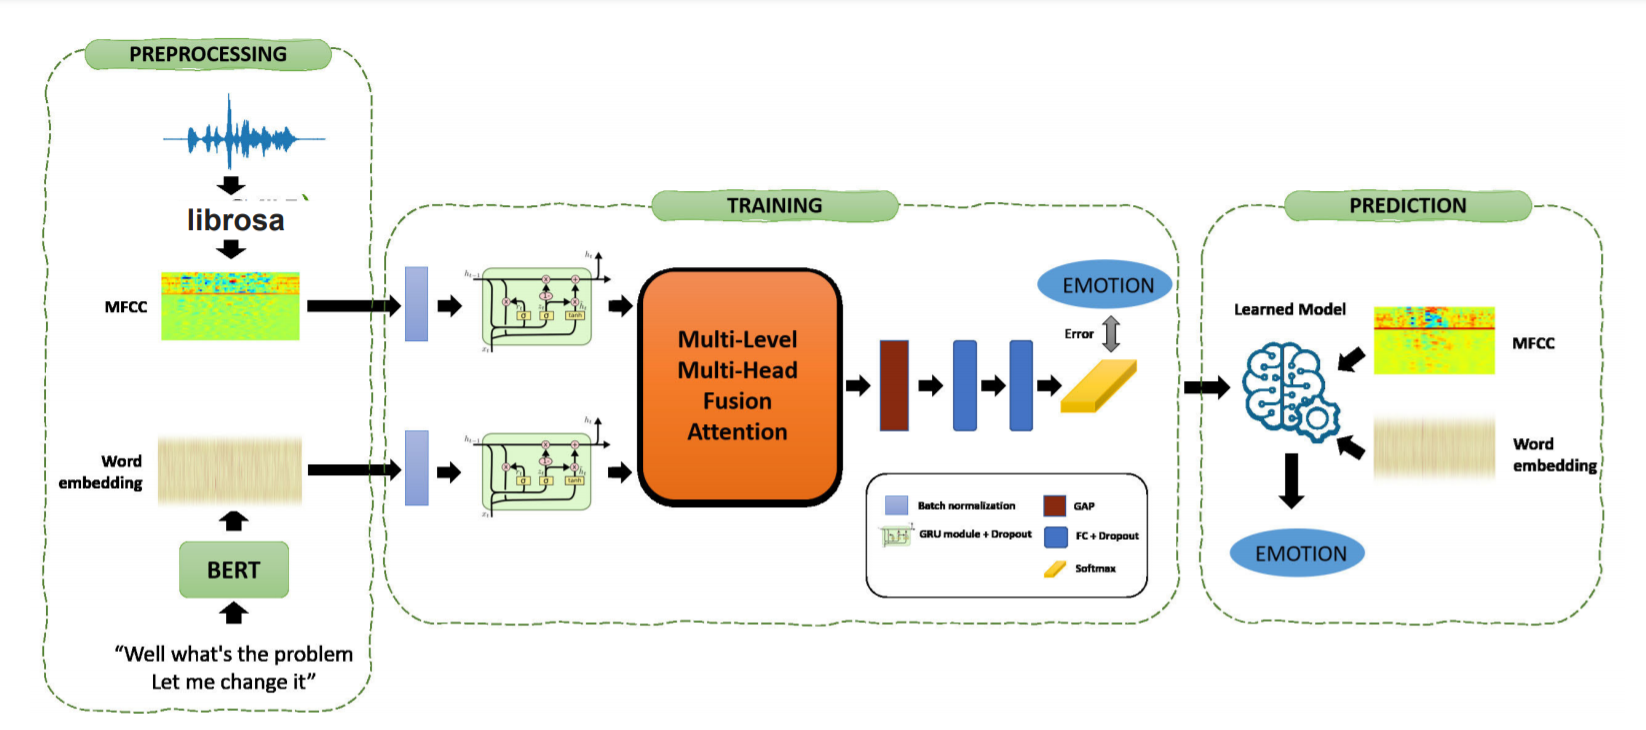 PREPROCESSING
librosa
MFCC
Word
embedding
BERT
“Well what's the problem
Let me change it”
TRAINING
Multi-Level
Multi-Head
Fusion
Attention
EMOTION
Error
Batch normalization
GRU module + Dropout
GAP
FC + Dropout
Softmax
PREDICTION
Learned Model
MFCC
Word
embedding
EMOTION